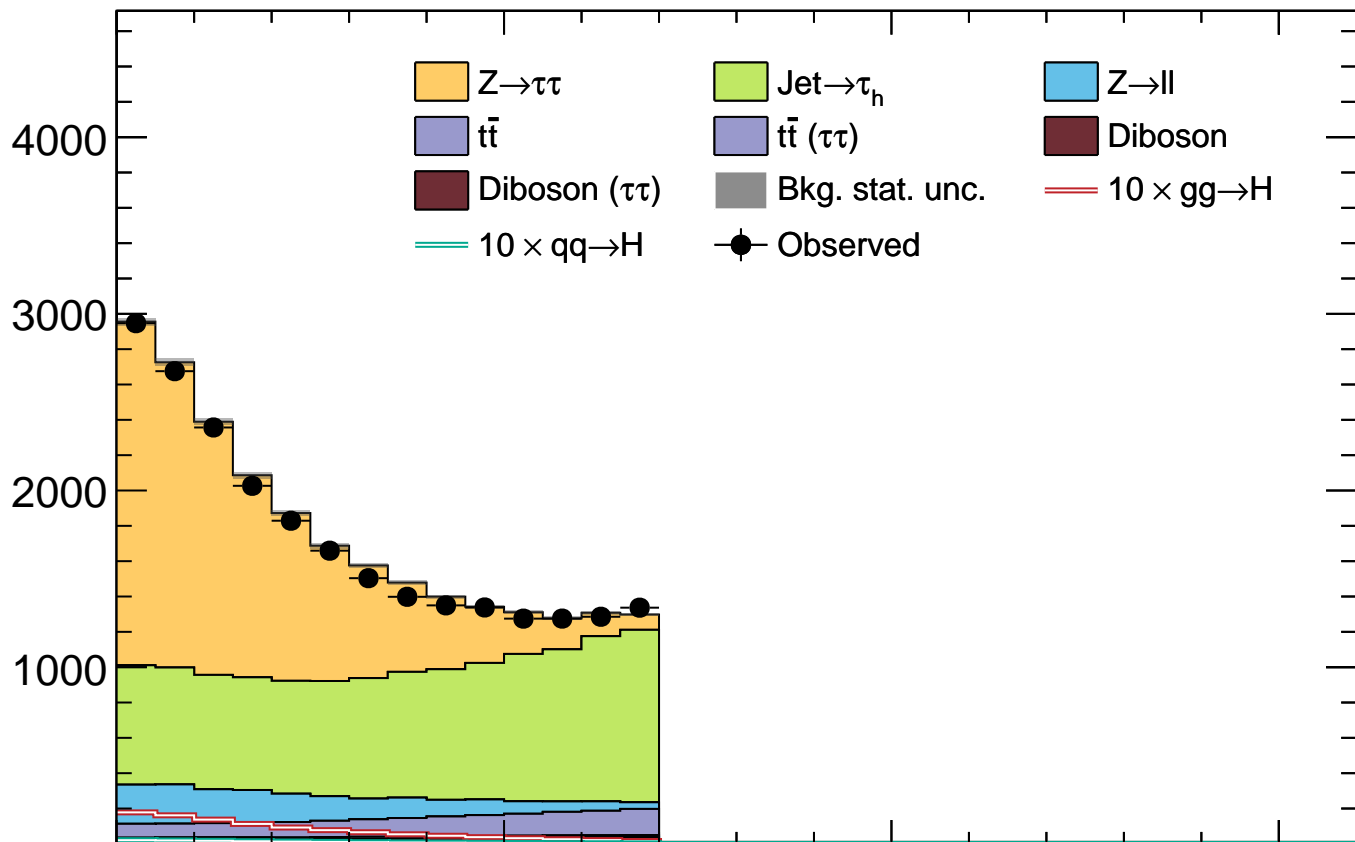 Z→ττ Jet→τ_h Z→ll
4000
tt̄ tt̄ (ττ) Diboson
Diboson (ττ) Bkg. stat. unc. 10 × gg→H
10 × qq→H Observed
3000
2000
1000